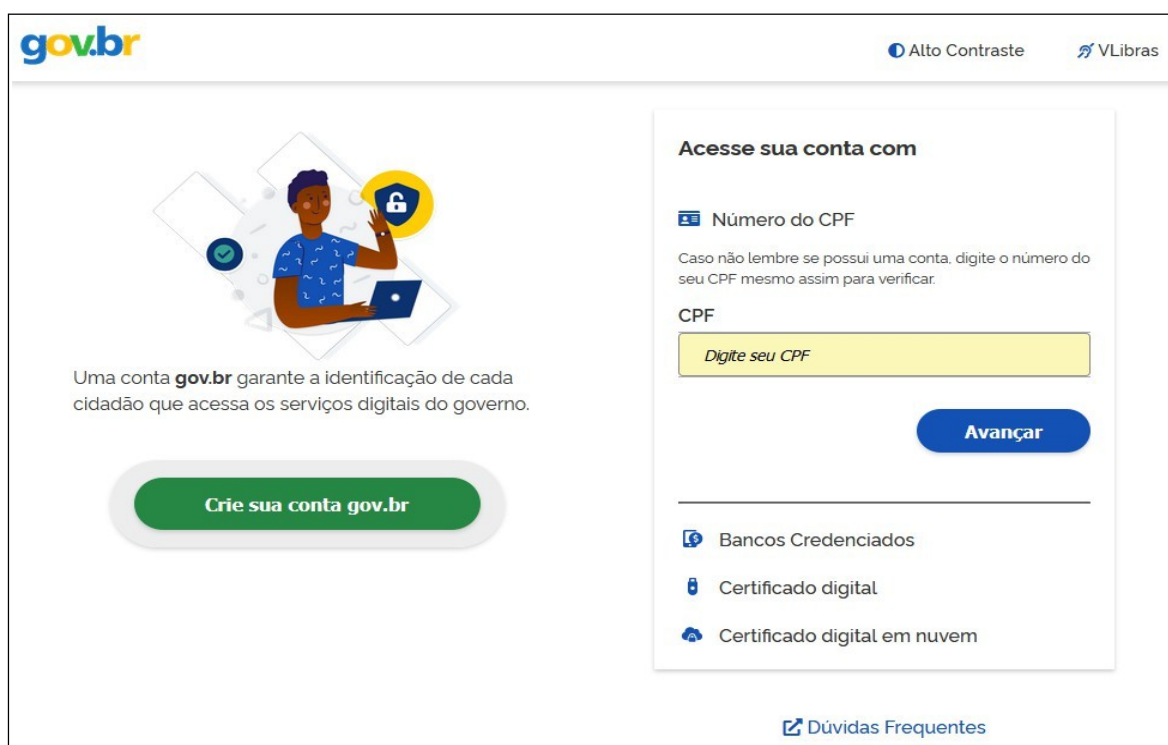 gov.br
Alto Contraste
VLibras
Uma conta gov.br garante a identificação de cada
cidadão que acessa os serviços digitais do governo.
Crie sua conta gov.br
Acesse sua conta com
Número do CPF
Caso não lembre se possui uma conta, digite o número do
seu CPF mesmo assim para verificar.
CPF
Digite seu CPF
Avançar
Bancos Credenciados
Certificado digital
Certificado digital em nuvem
Dúvidas Frequentes